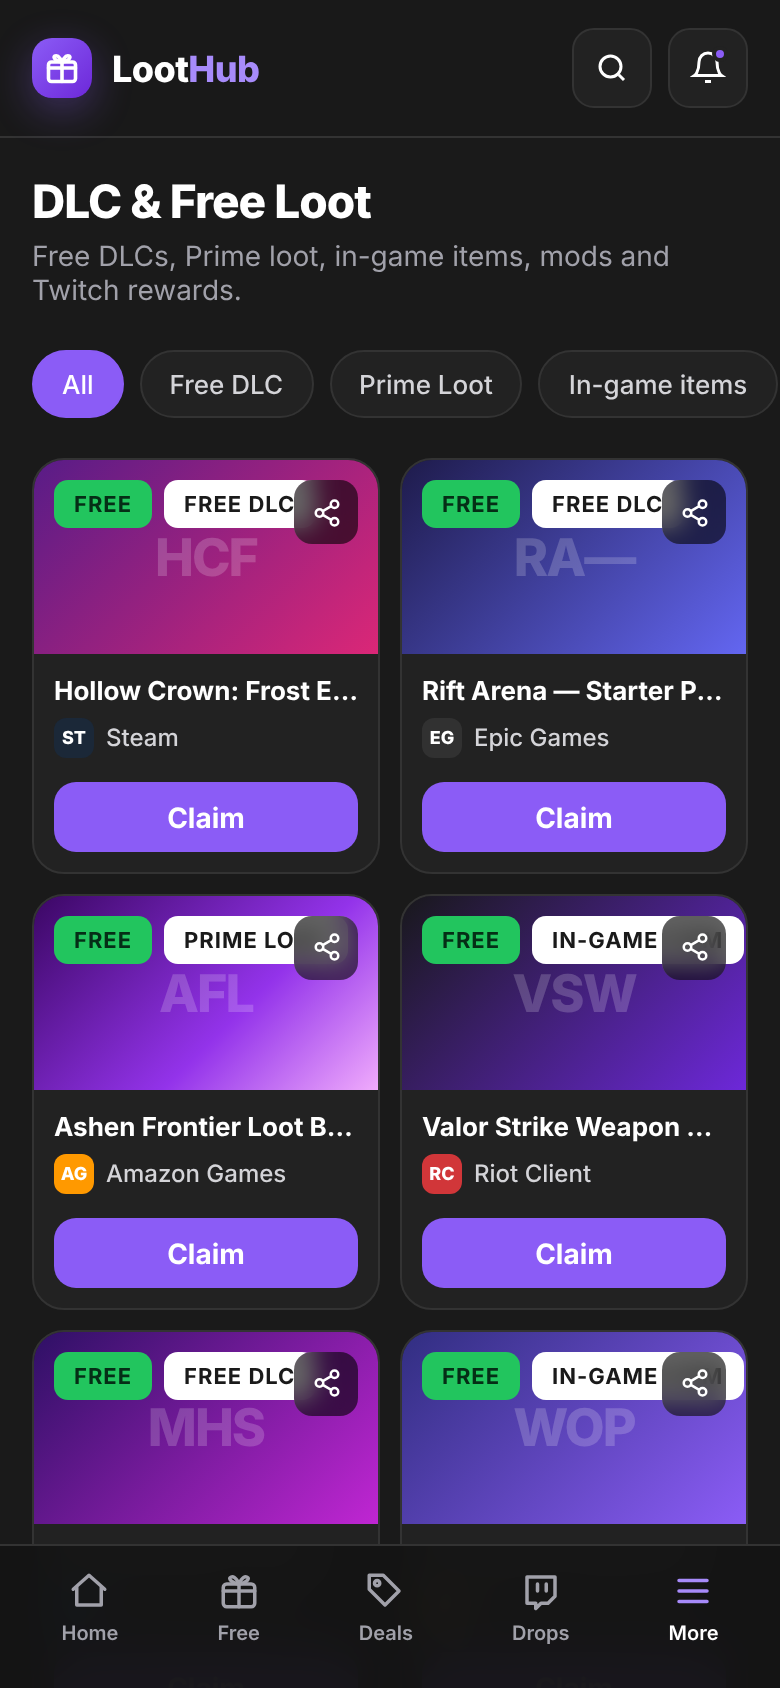 LootHub
DLC & Free Loot
Free DLCs, Prime loot, in-game items, mods and
Twitch rewards.
All
Free DLC
Prime Loot
In-game items
FREE
FREE DLC
HCF
Hollow Crown: Frost E...
ST Steam
Claim
FREE
FREE DLC
RA—
Rift Arena — Starter P...
EG Epic Games
Claim
FREE
PRIME LO
AFL
Ashen Frontier Loot B...
AG Amazon Games
Claim
FREE
IN-GAME
VSW
Valor Strike Weapon ...
RC Riot Client
Claim
FREE
FREE DLC
MHS
FREE
IN-GAME
WOP
Home
Free
Deals
Drops
More